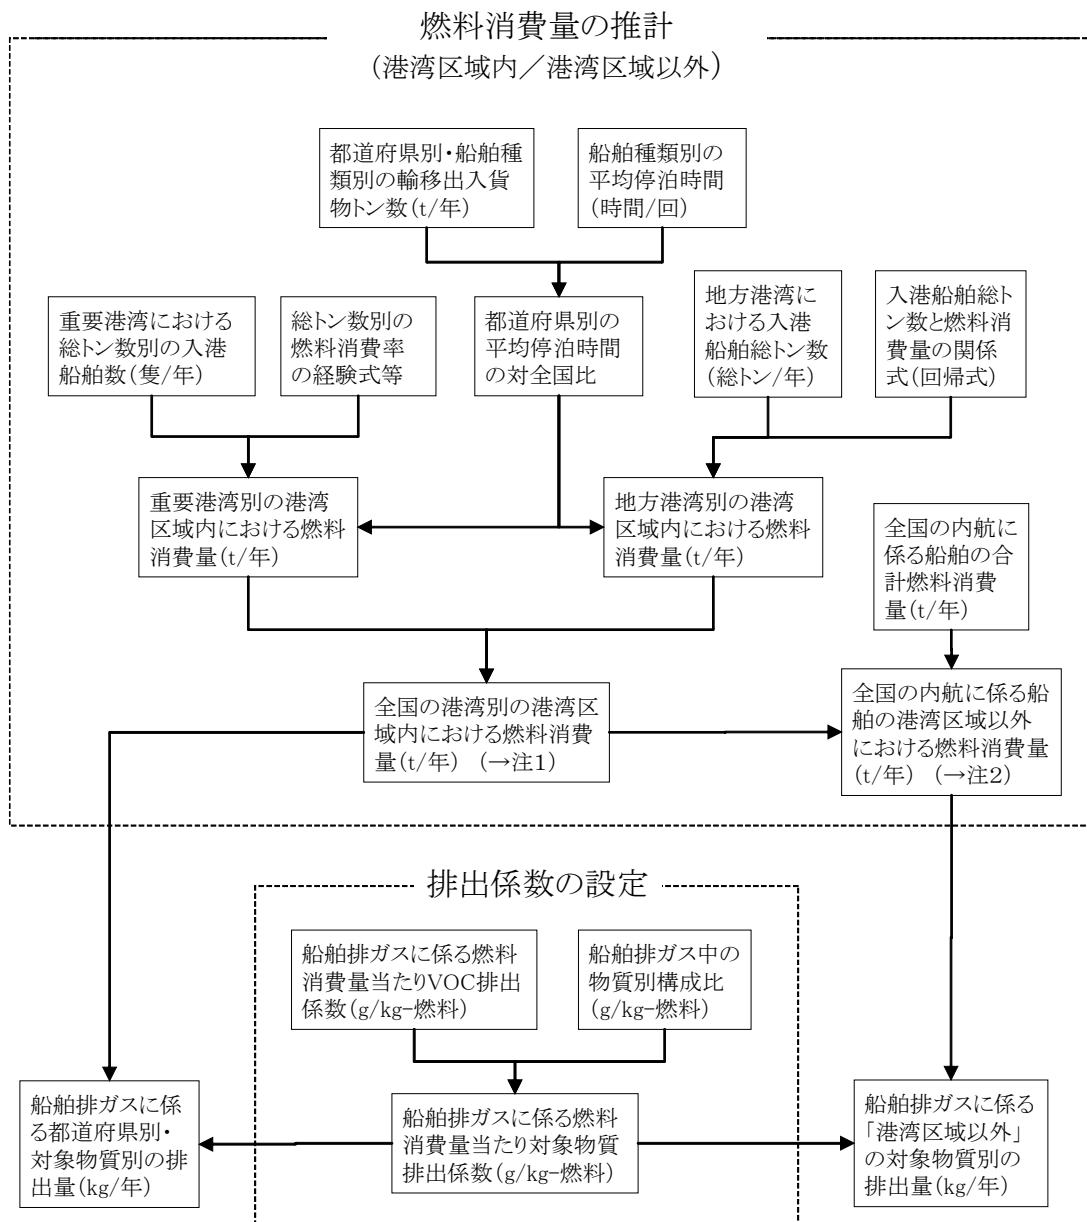 燃料消費量の推計
(港湾区域内／港湾区域以外)
都道府県別・船舶種
類別の輸移出入貨
物トン数(t/年)
船舶種類別の
平均停泊時間
(時間/回)
重要港湾における
総トン数別の入港
船舶数(隻/年)
総トン数別の
燃料消費率
の経験式等
都道府県別の
平均停泊時間
の対全国比
地方港湾に
おける入港
船舶総トン数
(総トン/年)
入港船舶総ト
ン数と燃料消
費量の関係
式(回帰式)
重要港湾別の港湾
区域内における燃料
消費量(t/年)
地方港湾別の港湾
区域内における燃料
消費量(t/年)
全国の内航に
係る船舶の合
計燃料消費
量(t/年)
全国の港湾別の港湾区
域内における燃料消費
量(t/年) (→注1)
全国の内航に係る船
舶の港湾区域以外
における燃料消費量
(t/年) (→注2)
排出係数の設定
船舶排ガスに係る燃料
消費量当たりVOC排出
係数(g/kg-燃料)
船舶排ガス中の
物質別構成比
(g/kg-燃料)
船舶排ガスに係
る都道府県別・
対象物質別の排
出量(kg/年)
船舶排ガスに係る燃料
消費量当たり対象物質
排出係数(g/kg-燃料)
船舶排ガスに係る
「港湾区域以外」
の対象物質別の
排出量(kg/年)